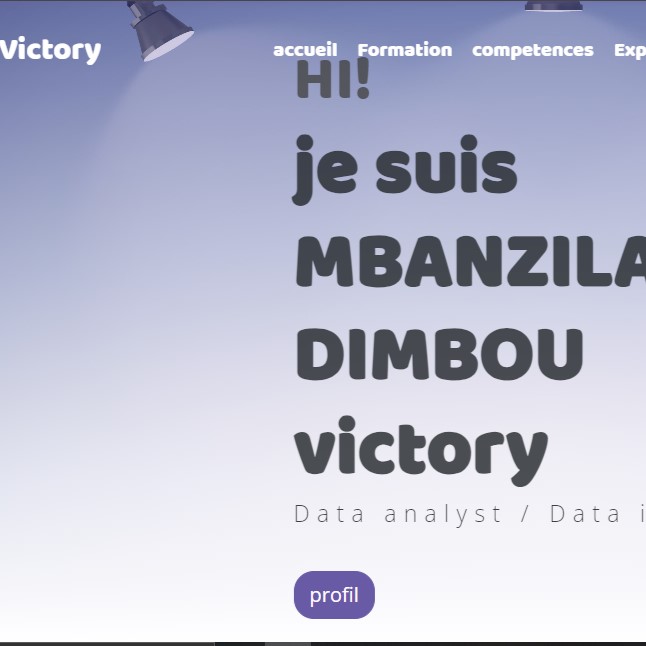 Victory accueil Formation competences Exp
HI!
je suis
MBANZILA
DIMBOU
victory
Data analyst / Data i
profil